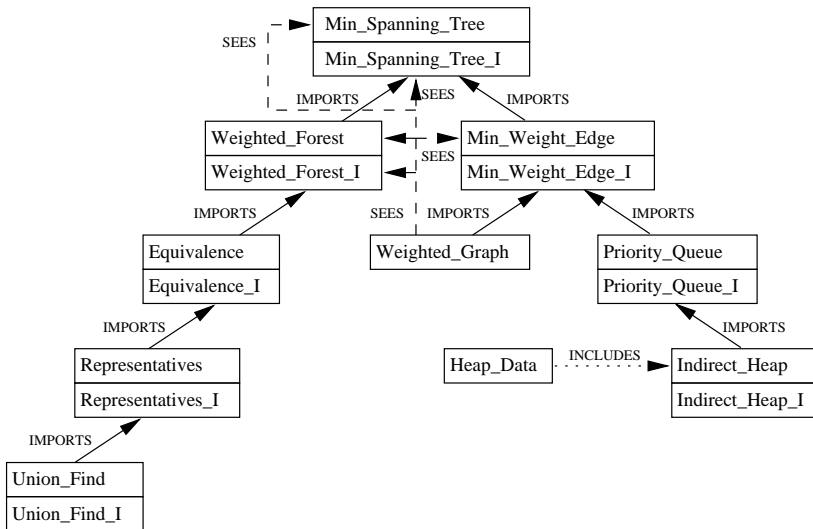 Min_Spanning_Tree
SEES
Min_Spanning_Tree_I
IMPORTS
SEES
IMPORTS
Weighted_Forest
Min_Weight_Edge
SEES
Weighted_Forest_I
Min_Weight_Edge_I
IMPORTS
SEES
IMPORTS
IMPORTS
Equivalence
Weighted_Graph
Priority_Queue
Equivalence_I
Priority_Queue_I
IMPORTS
IMPORTS
Representatives
Heap_Data
INCLUDES
Indirect_Heap
Representatives_I
Indirect_Heap_I
IMPORTS
Union_Find
Union_Find_I